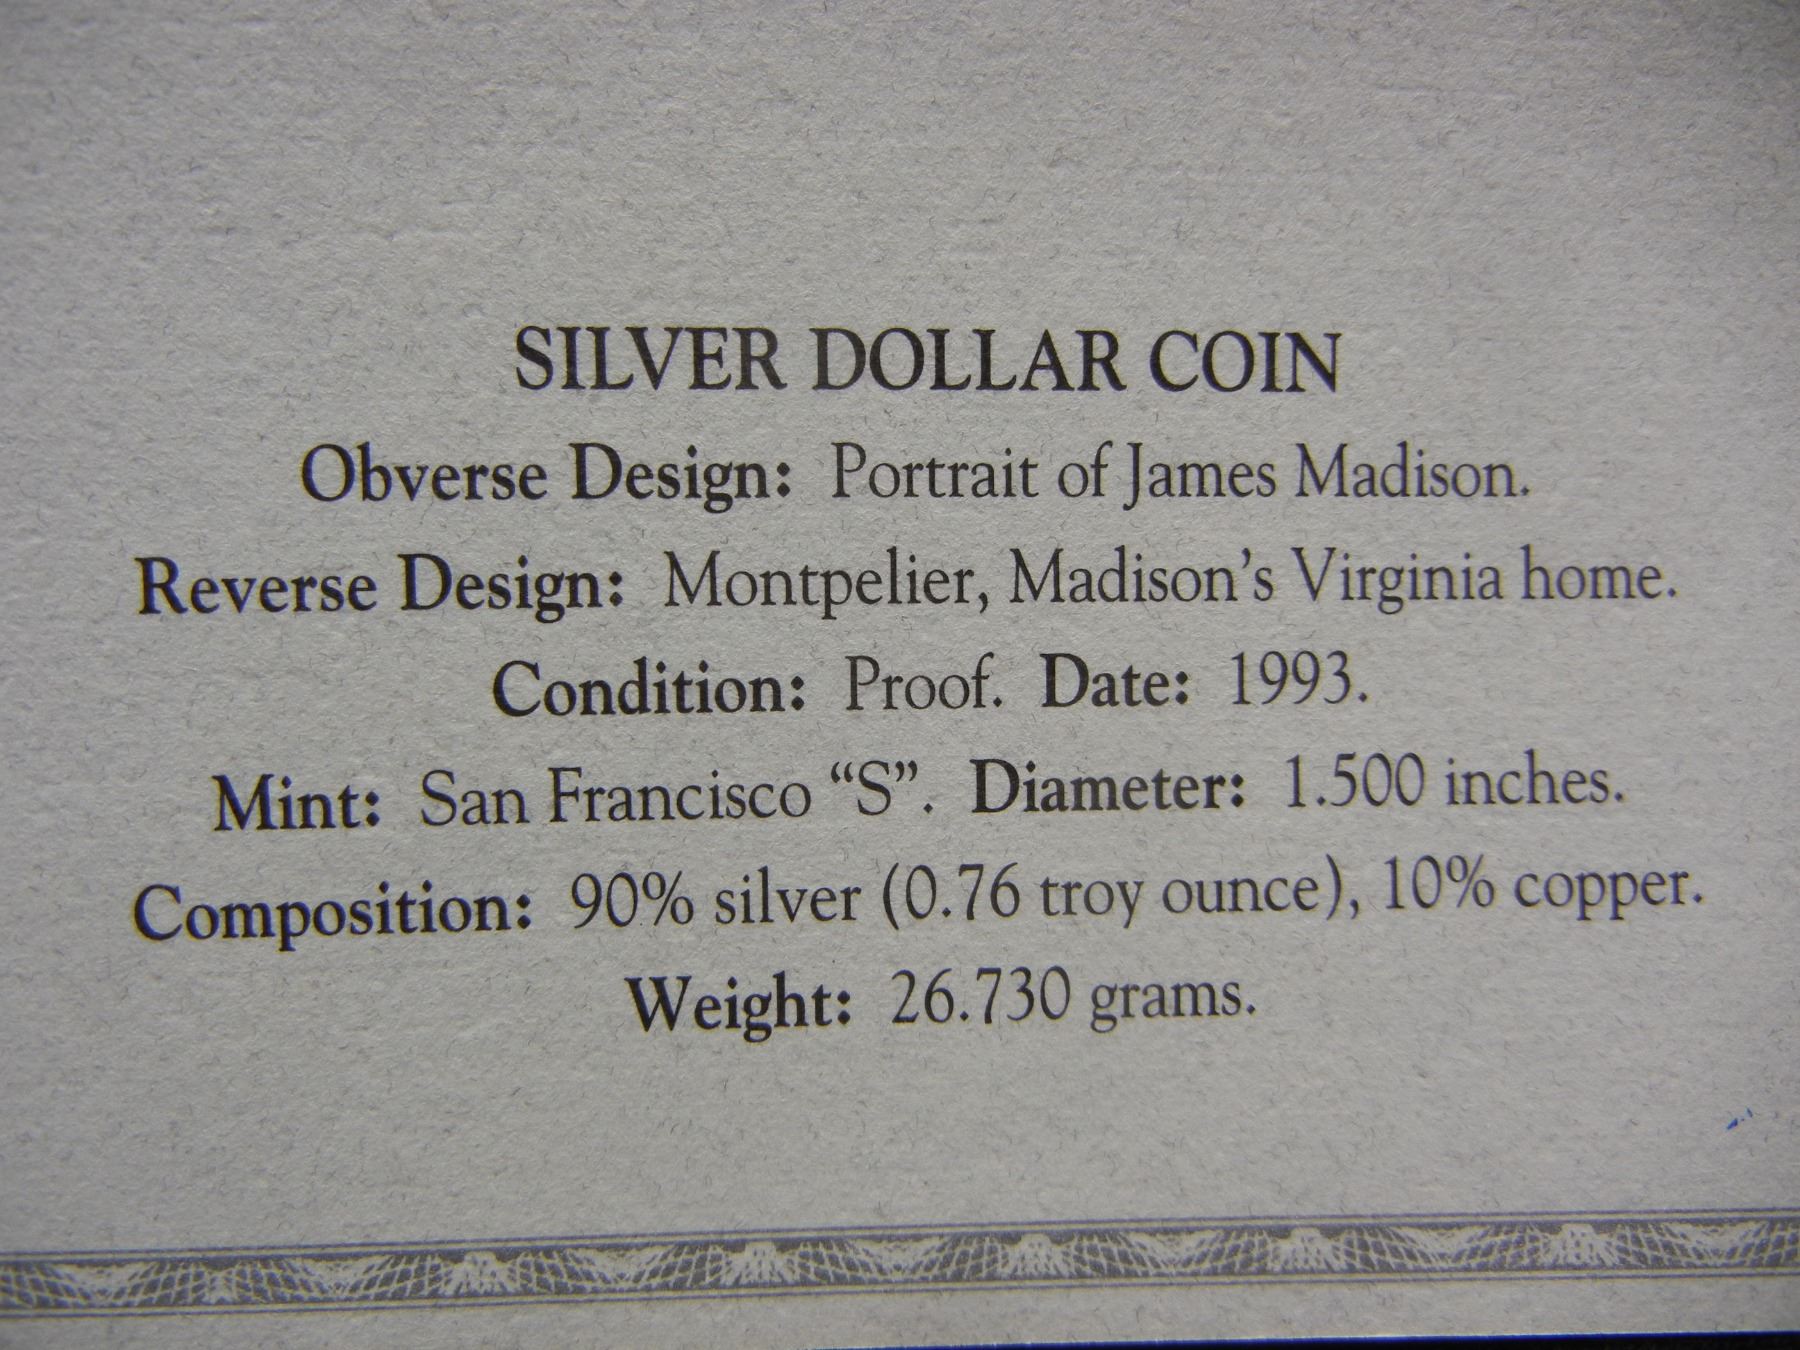 SILVER DOLLAR COIN
Obverse Design: Portrait of James Madison.
Reverse Design: Montpelier, Madison's Virginia home.
Condition: Proof. Date: 1993.
Mint: San Francisco “S”. Diameter: 1.500 inches.
Composition: 90% silver (0.76 troy ounce), 10% copper.
Weight: 26.730 grams.